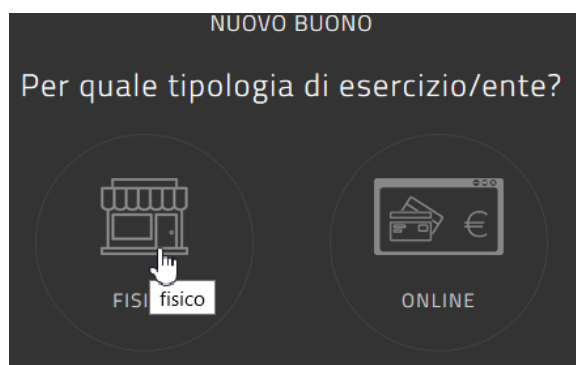 NUOVO BUONO
Per quale tipologia di esercizio/ente?
€
FISI
fisico
ONLINE